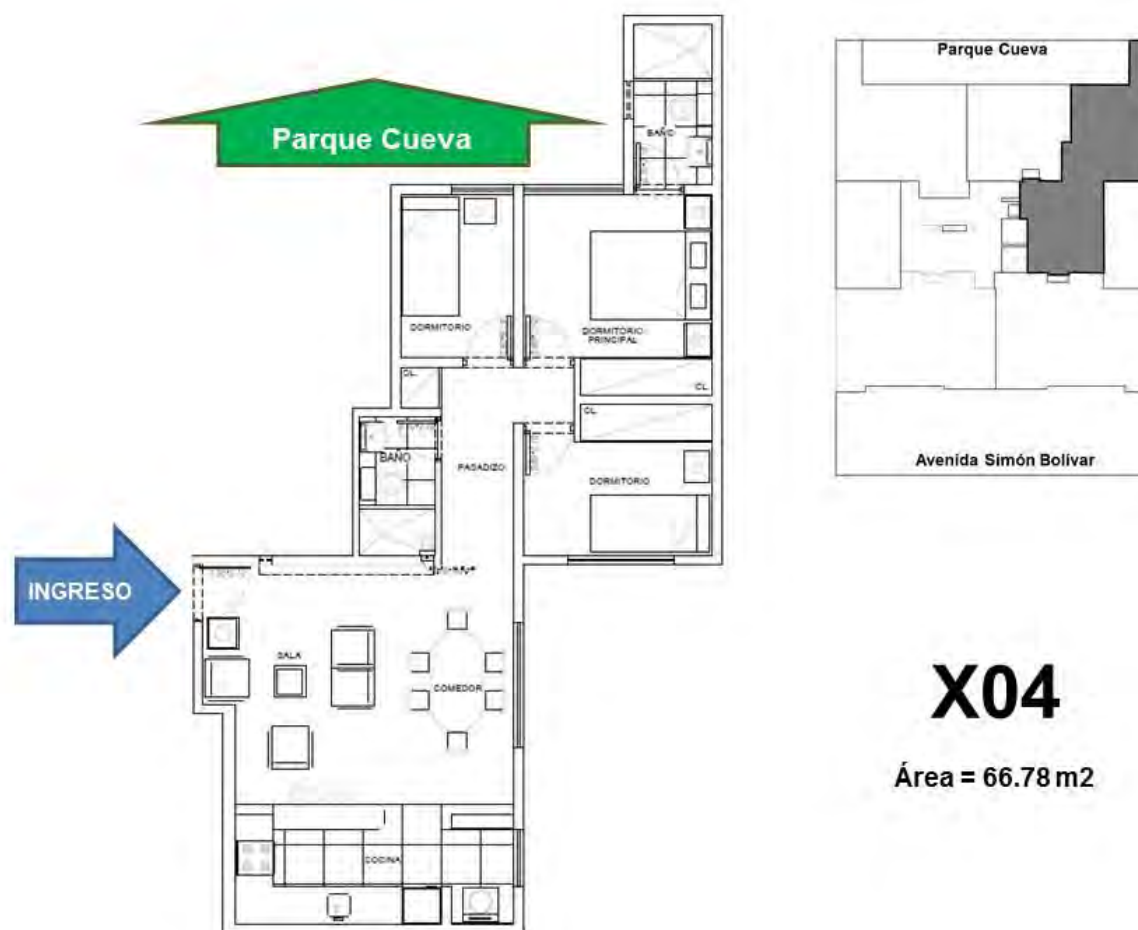 Parque Cueva
Parque Cueva
BAÑO
DORMITORIO
DORMITORIO
PRINCIPAL
CL.
CL.
CL.
BAÑO
PASADIZO
DORMITORIO
Avenida Simón Bolívar
INGRESO
SALA
COMEDOR
X04
Área = 66.78 m2
COCINA